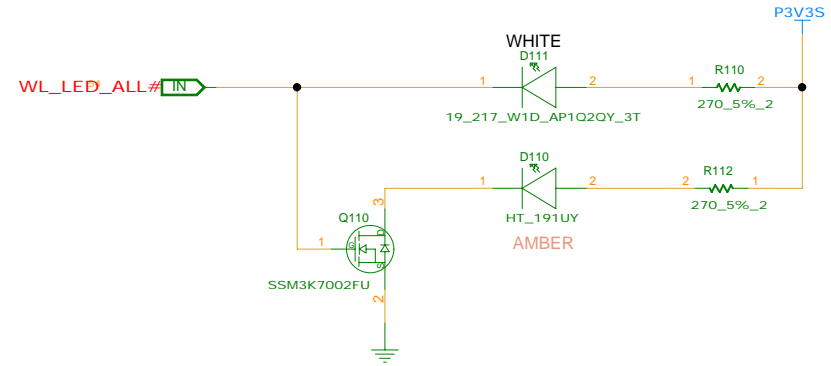 P3V3S
WHITE
D111
R110
WL_LED_ALL#
IN
1
2
1
2
19_217_W1D_AP1Q2QY_3T
270_5%_2
D110
R112
1
2
2
1
HT_191UY
270_5%_2
3
Q110
AMBER
D
1
G
S
SSM3K7002FU
2